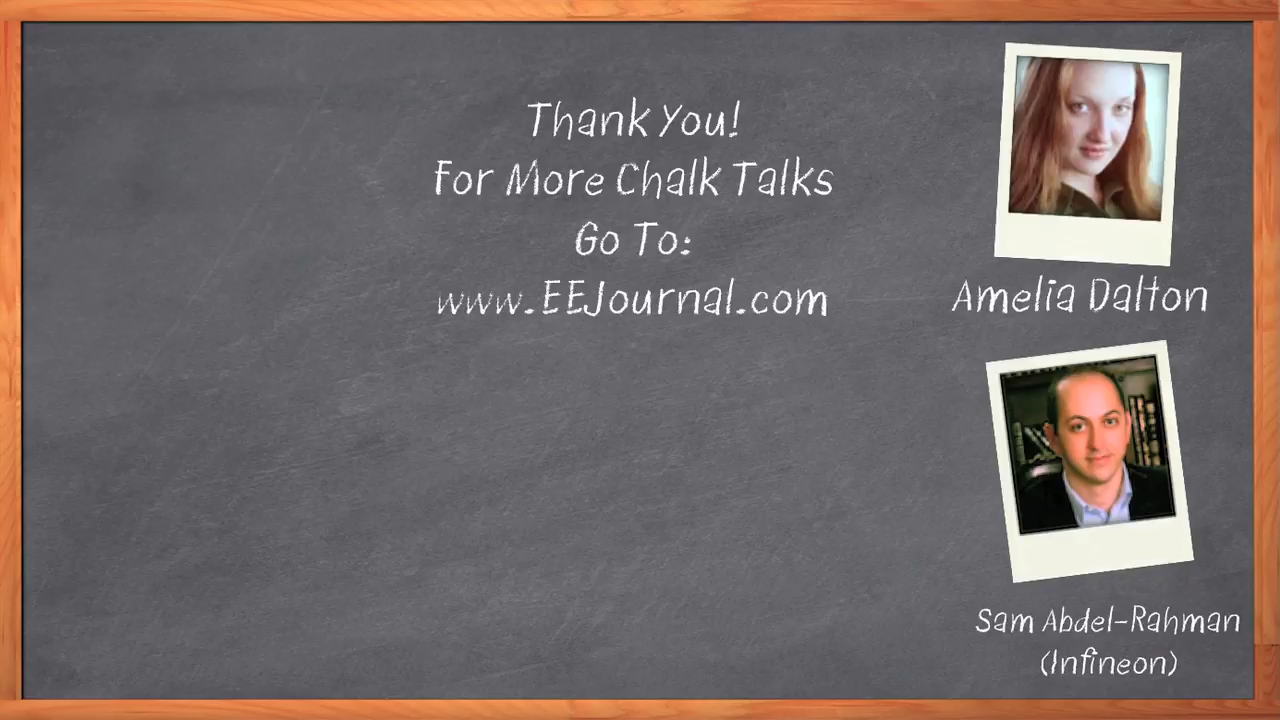 Thank You!
For More Chalk Talks
Go To:
www.EEJournal.com
Amelia Dalton
Sam Abdel-Rahman
(Infineon)